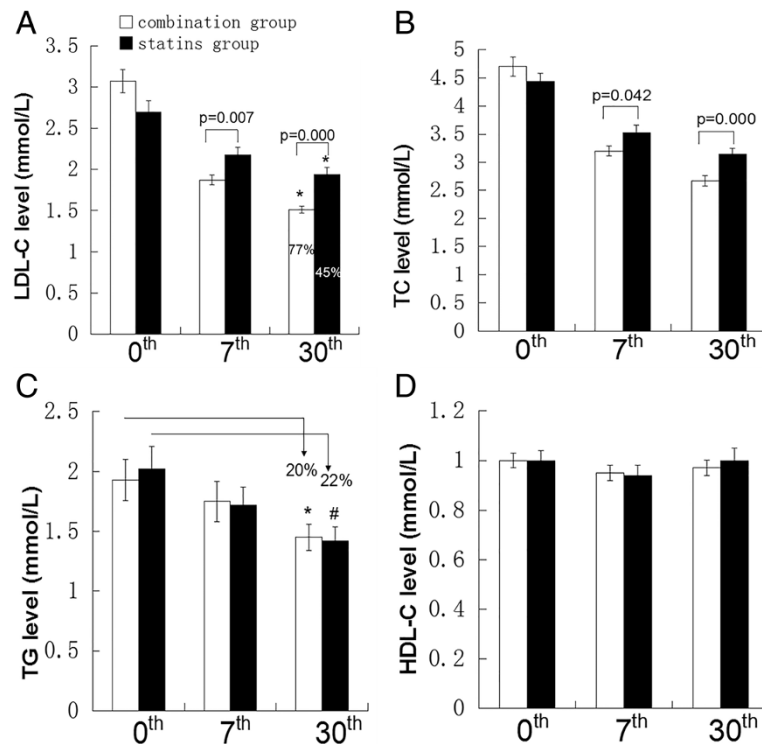 A
combination group
statins group
LDL-C level (mmol/L)
3.5
3
2.5
2
1.5
1
0.5
0
p=0.007
p=0.000
*
*
77%
45%
0th
7th
30th
B
TC level (mmol/L)
5
4.5
4
3.5
3
2.5
2
1.5
1
0.5
0
p=0.042
p=0.000
0th
7th
30th
C
TG level (mmol/L)
2.5
2
1.5
1
0.5
0
20%
22%
*
#
0th
7th
30th
D
HDL-C level (mmol/L)
1.2
1
0.8
0.6
0.4
0.2
0
0th
7th
30th